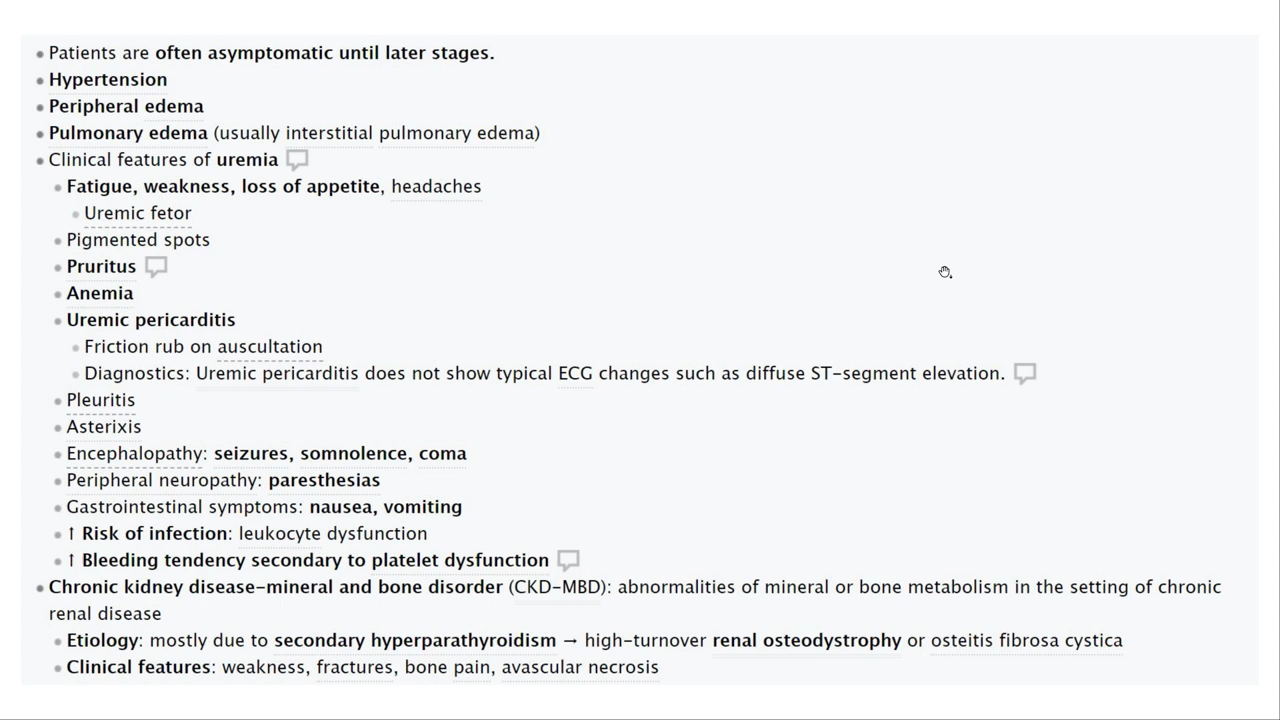 Patients are often asymptomatic until later stages.
Hypertension
Peripheral edema
Pulmonary edema (usually interstitial pulmonary edema)
Clinical features of uremia
Fatigue, weakness, loss of appetite, headaches
Uremic fetor
Pigmented spots
Pruritus
Anemia
Uremic pericarditis
Friction rub on auscultation
Diagnostics: Uremic pericarditis does not show typical ECG changes such as diffuse ST-segment elevation.
Pleuritis
Asterixis
Encephalopathy: seizures, somnolence, coma
Peripheral neuropathy: paresthesias
Gastrointestinal symptoms: nausea, vomiting
↑ Risk of infection: leukocyte dysfunction
↑ Bleeding tendency secondary to platelet dysfunction
Chronic kidney disease-mineral and bone disorder (CKD-MBD): abnormalities of mineral or bone metabolism in the setting of chronic
renal disease
Etiology: mostly due to secondary hyperparathyroidism → high-turnover renal osteodystrophy or osteitis fibrosa cystica
Clinical features: weakness, fractures, bone pain, avascular necrosis